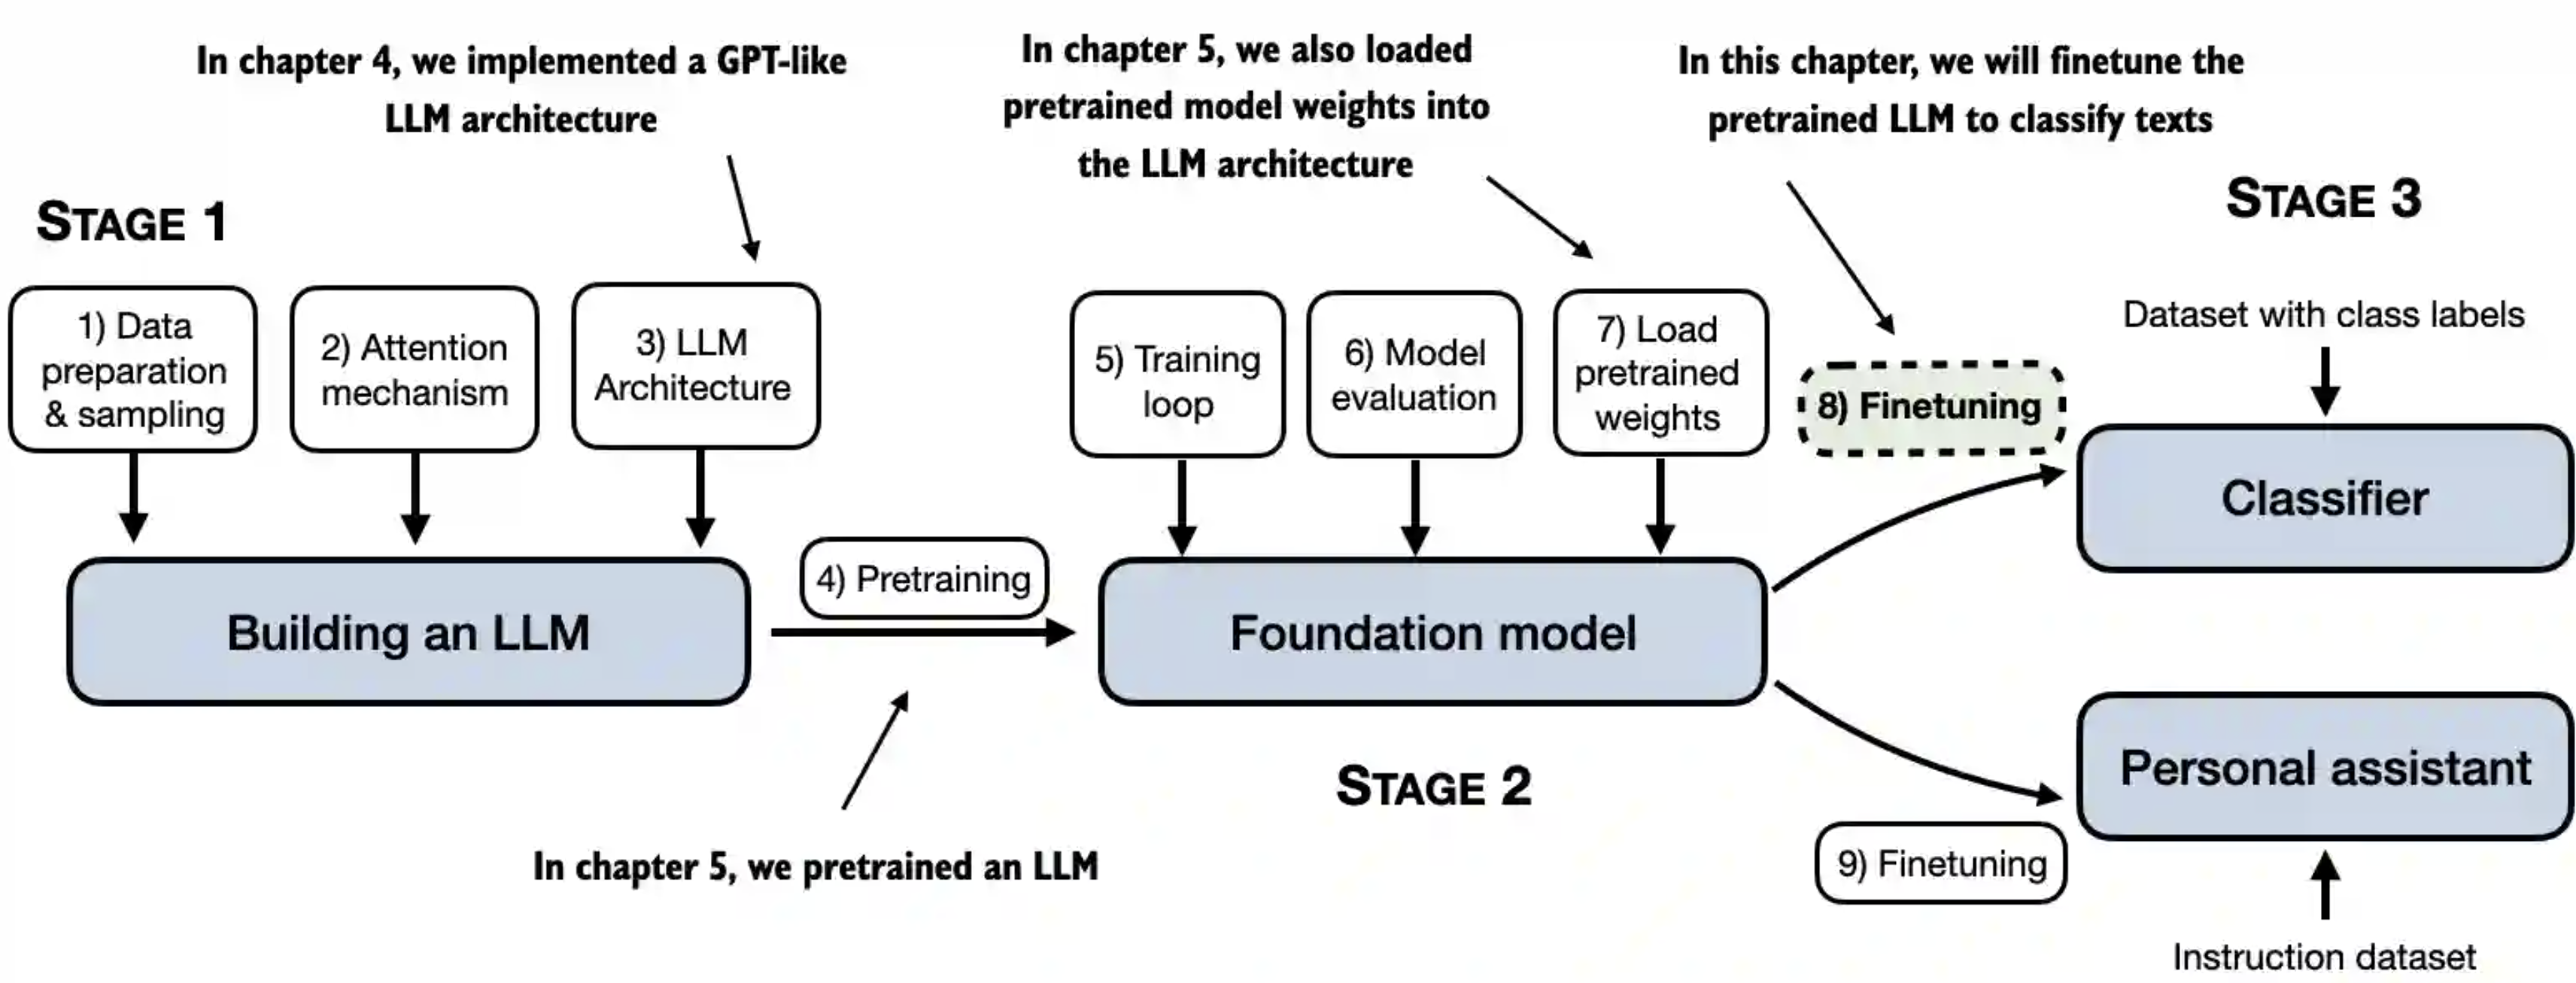 In chapter 4, we implemented a GPT-like
LLM architecture
In chapter 5, we also loaded
pretrained model weights into
the LLM architecture
In this chapter, we will finetune the
pretrained LLM to classify texts
STAGE 1
STAGE 3
1) Data
preparation
& sampling
2) Attention
mechanism
3) LLM
Architecture
5) Training
loop
6) Model
evaluation
7) Load
pretrained
weights
8) Finetuning
Dataset with class labels
Classifier
Building an LLM
4) Pretraining
Foundation model
STAGE 2
Personal assistant
In chapter 5, we pretrained an LLM
9) Finetuning
Instruction dataset